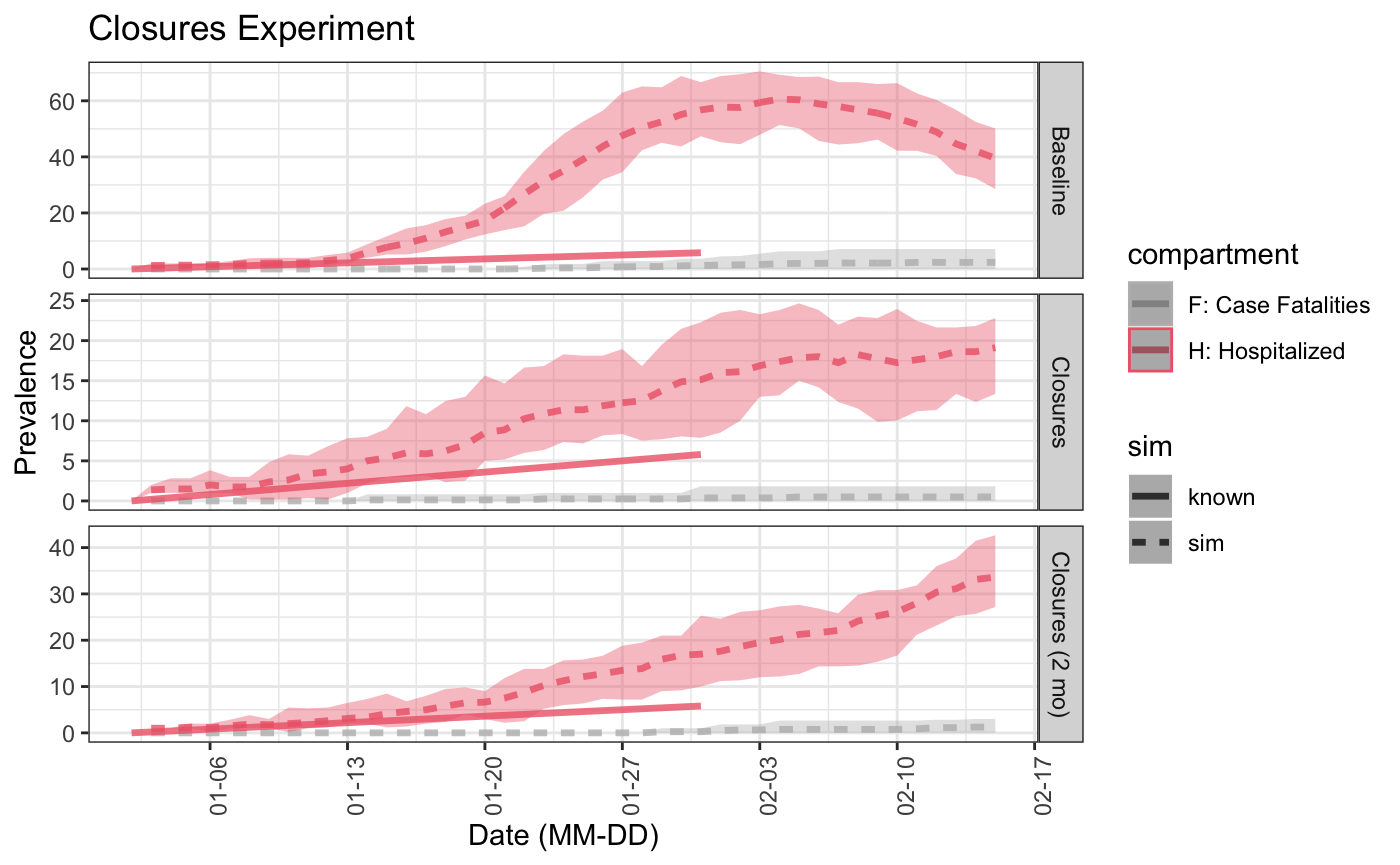 Closures Experiment
Prevalence
60
40
20
0
Baseline
25
20
15
10
5
0
Closures
40
30
20
10
0
Closures (2 mo)
01-06
01-13
01-20
01-27
02-03
02-10
02-17
Date (MM-DD)
compartment
F: Case Fatalities
H: Hospitalized
sim
known
sim